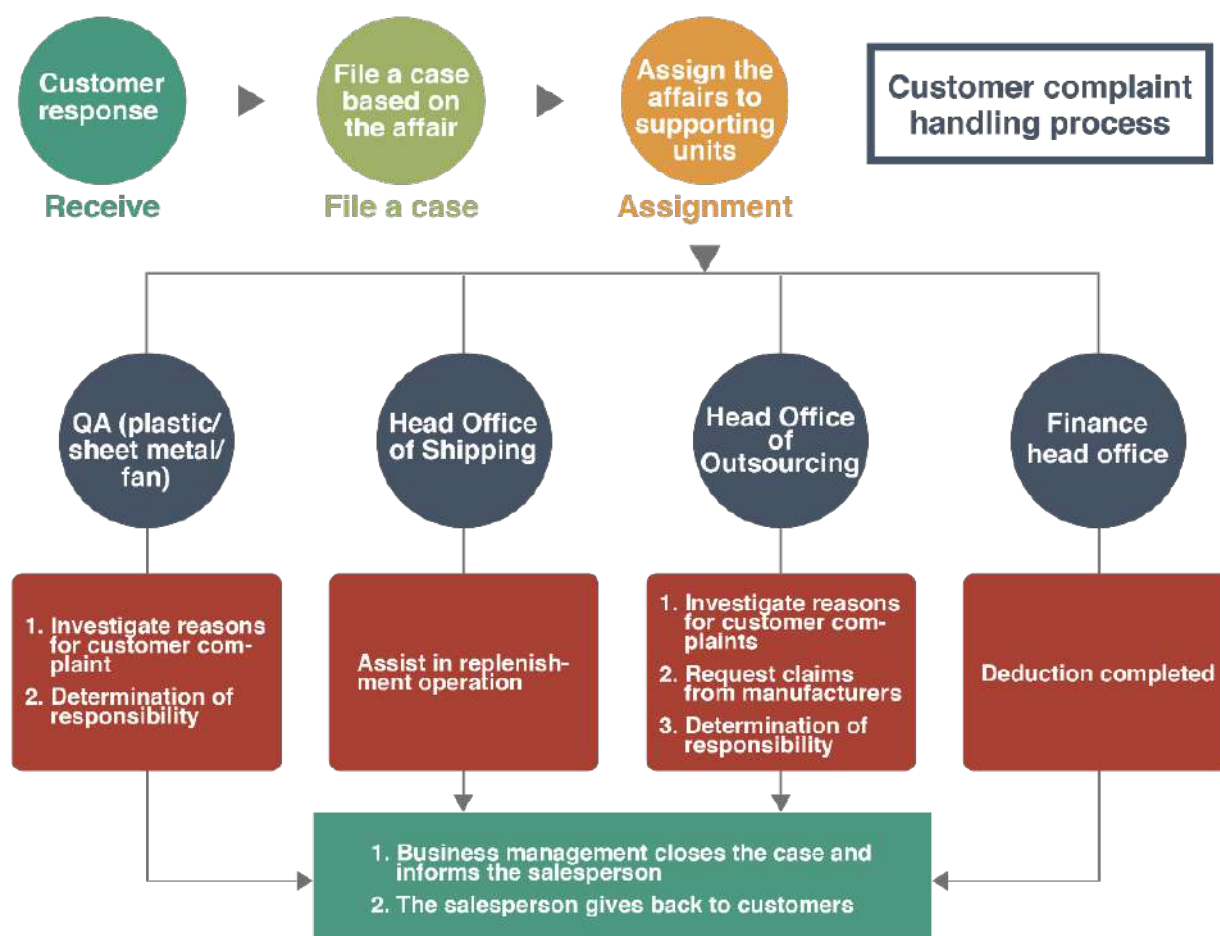 Customer
response
File a case
based on
the affair
Assign the
affairs to
supporting
units
Customer complaint
handling process
Receive
File a case
Assignment
QA (plastic/
sheet metal/
fan)
Head Office
of Shipping
Head Office
of
Outsourcing
Finance
head office
1. Investigate reasons
for customer com-
plaint
2. Determination of
responsibility
Assist in replenish-
ment operation
1. Investigate reasons
for customer com-
plaints
2. Request claims
from manufacturers
3. Determination of
responsibility
Deduction completed
1. Business management closes the case and
informs the salesperson
2. The salesperson gives back to customers